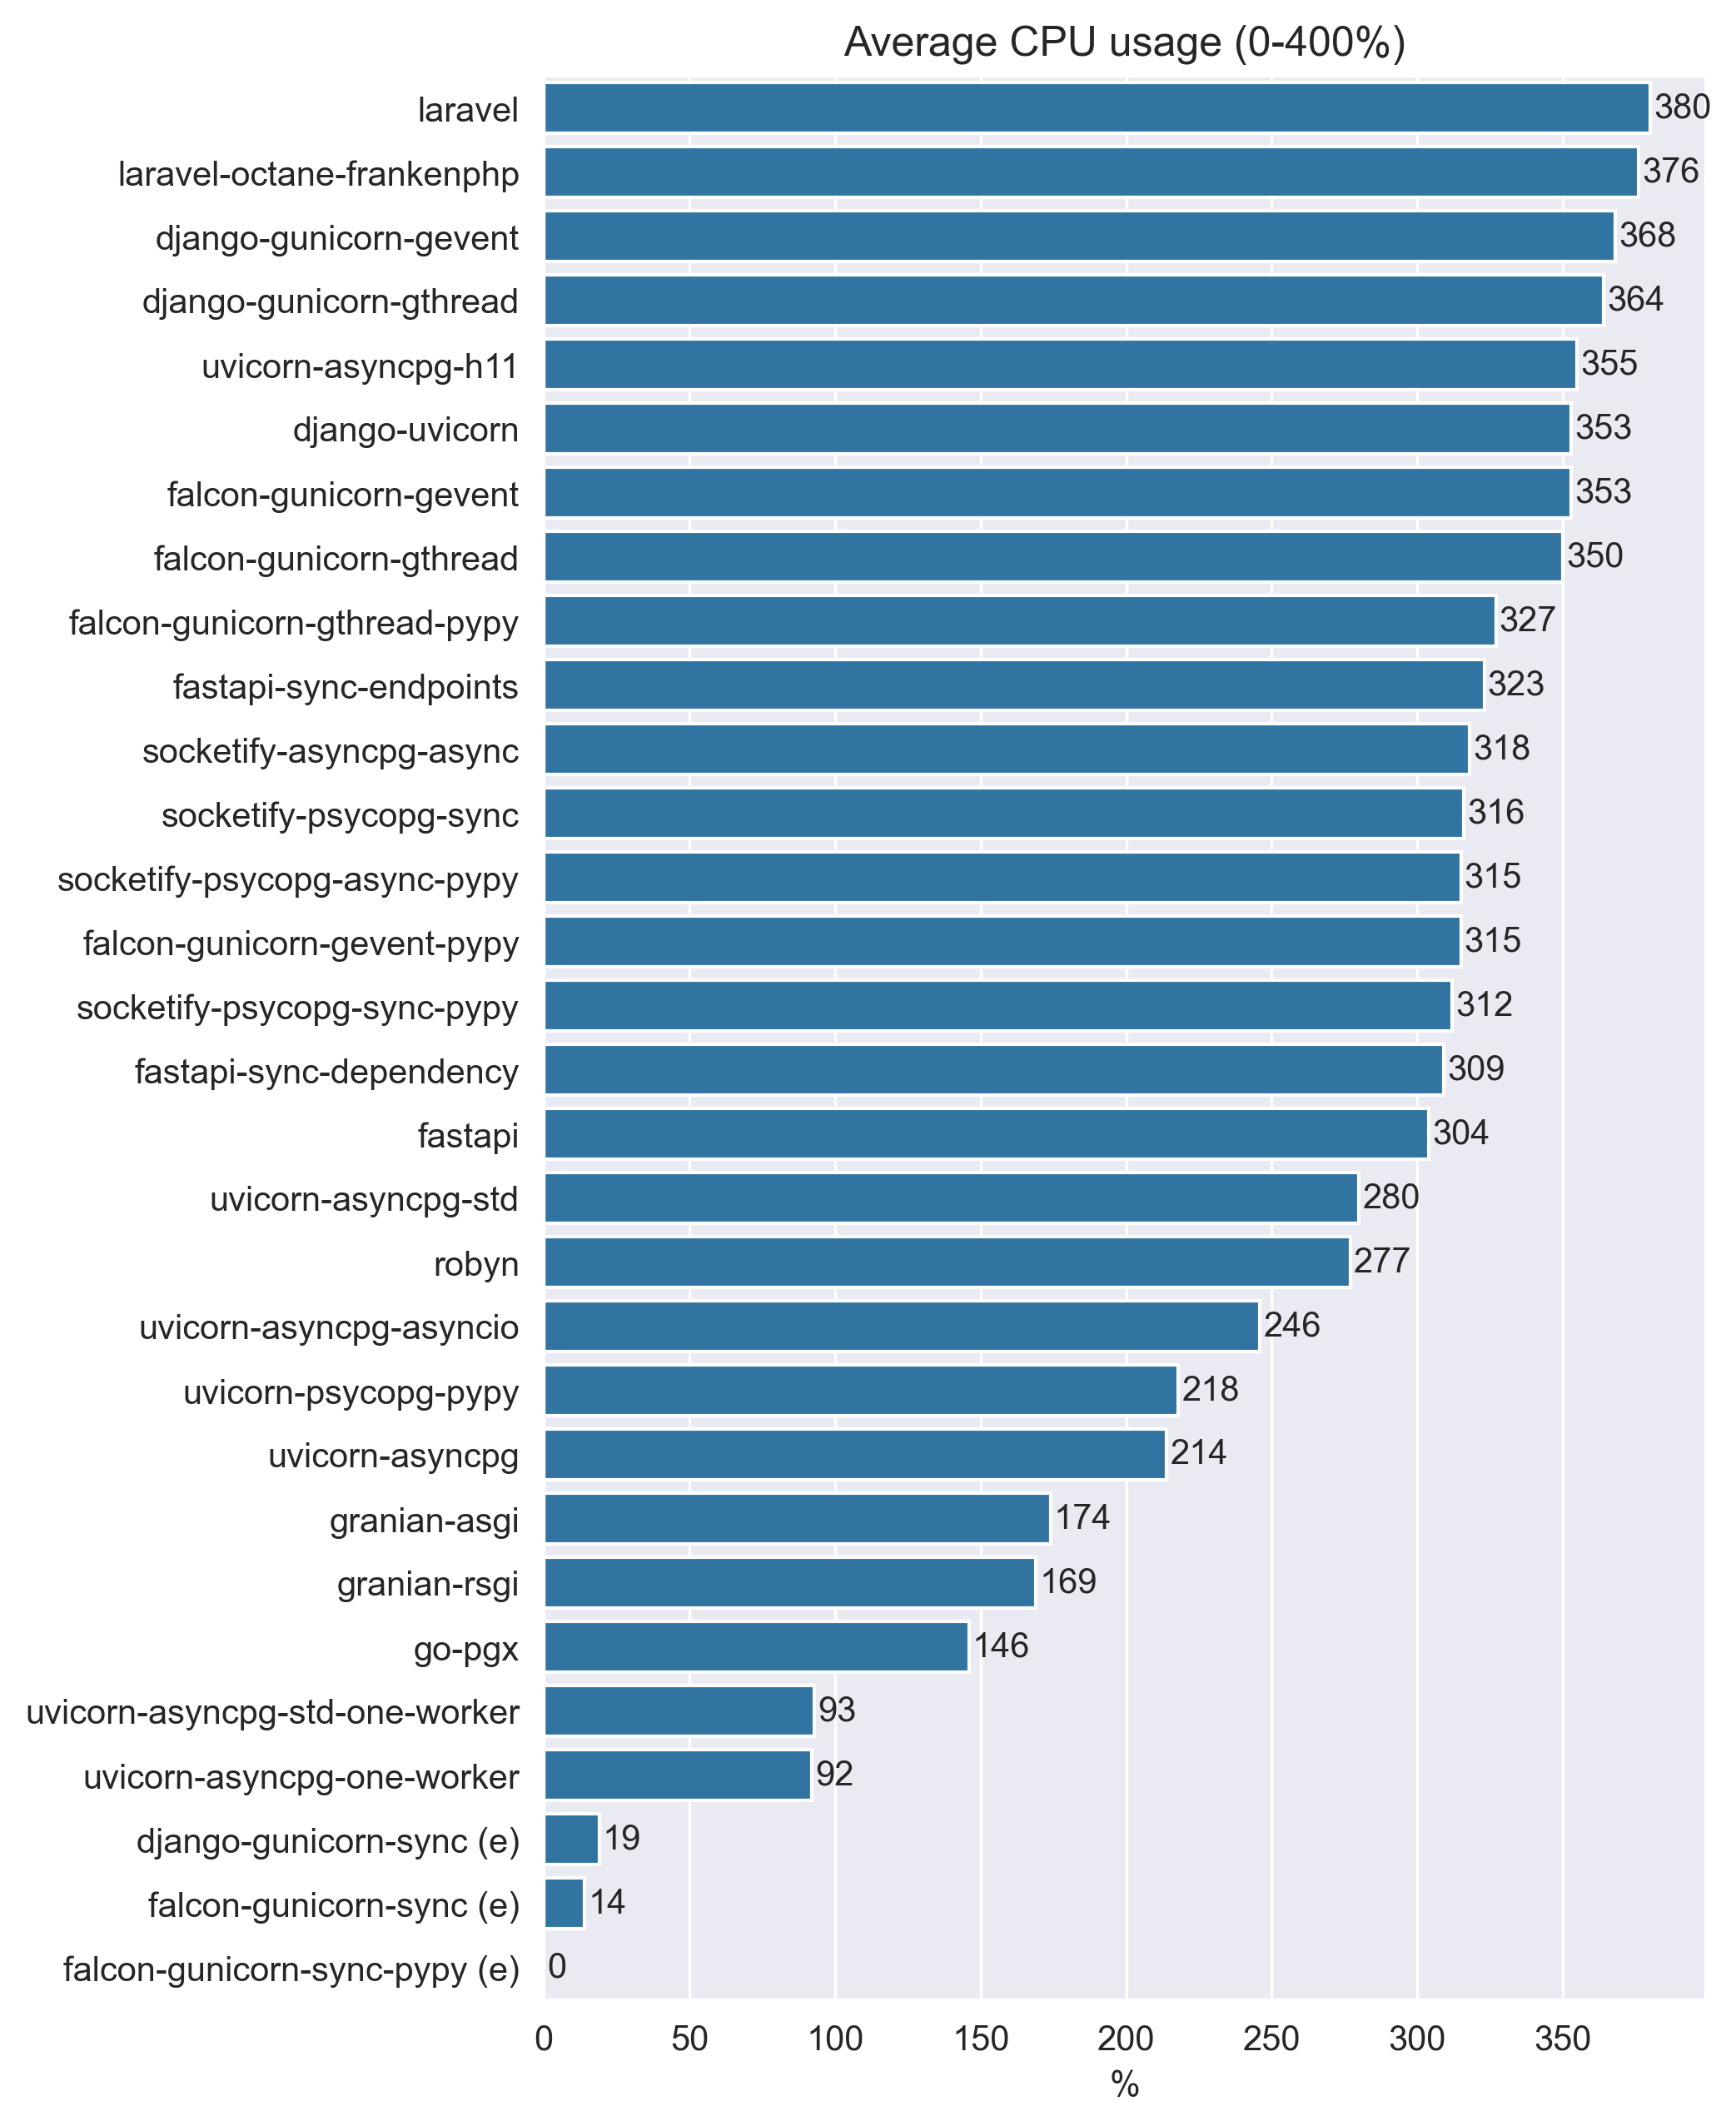 Average CPU usage (0-400%)
laravel 380
laravel-octane-frankenphp 376
django-gunicorn-gevent 368
django-gunicorn-gthread 364
uvicorn-asyncpg-h11 355
django-uvicorn 353
falcon-gunicorn-gevent 353
falcon-gunicorn-gthread 350
falcon-gunicorn-gthread-pypy 327
fastapi-sync-endpoints 323
socketify-asyncpg-async 318
socketify-psycopg-sync 316
socketify-psycopg-async-pypy 315
falcon-gunicorn-gevent-pypy 315
socketify-psycopg-sync-pypy 312
fastapi-sync-dependency 309
fastapi 304
uvicorn-asyncpg-std 280
robyn 277
uvicorn-asyncpg-asyncio 246
uvicorn-psycopg-pypy 218
uvicorn-asyncpg 214
granian-asgi 174
granian-rsgi 169
go-pgx 146
uvicorn-asyncpg-std-one-worker 93
uvicorn-asyncpg-one-worker 92
django-gunicorn-sync (e) 19
falcon-gunicorn-sync (e) 14
falcon-gunicorn-sync-pypy (e) 0
0 50 100 150 200 250 300 350
%